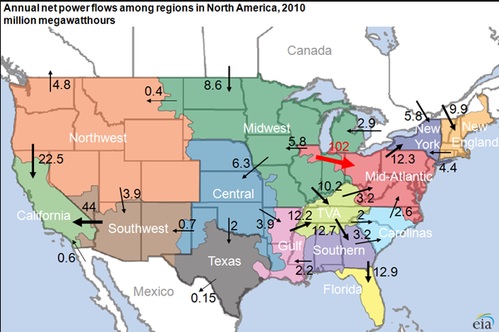 Annual net power flows among regions in North America, 2010
million megawatthours
Canada
4.8
0.4
8.6
2.9
5.8
9.9
Northwest
Midwest
New
York
New
England
5.8
102
12.3
4.4
22.5
6.3
Mid-Atlantic
Central
10.2
3.2
3.9
California
44
Southwest
0.7
2
3.9
12.2
TVA
2
2.6
Carolinas
12.7
3.2
Gulf
Southern
0.6
Texas
2.2
12.9
Florida
Mexico
0.15
eia